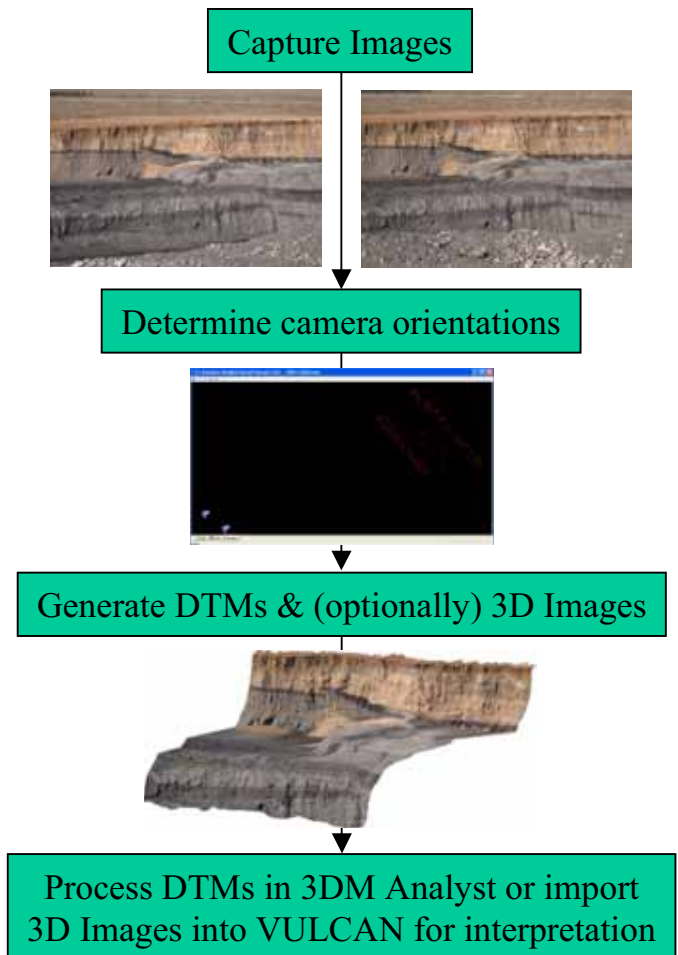 Capture Images
Determine camera orientations
Generate DTMs & (optionally) 3D Images
Process DTMs in 3DM Analyst or import
3D Images into VULCAN for interpretation